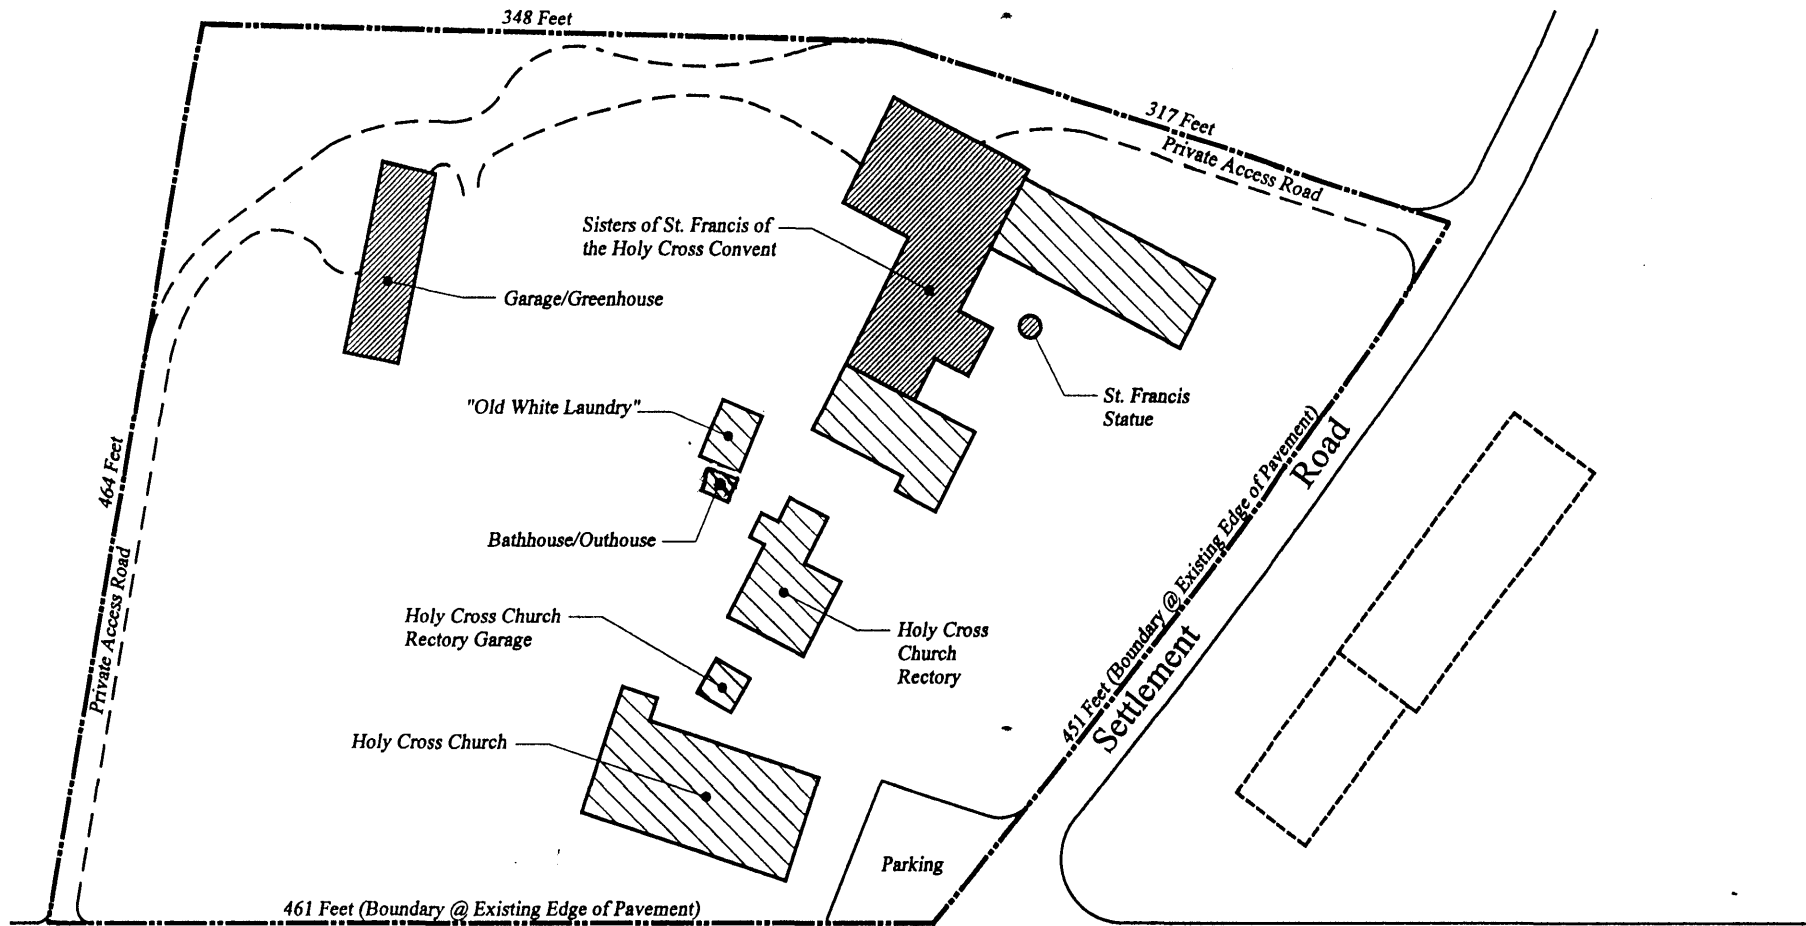 348 Feet
317 Feet
Private Access Road
Sisters of St. Francis of
the Holy Cross Convent
Garage/Greenhouse
St. Francis
Statue
"Old White Laundry"
464 Feet
Private Access Road
Bathhouse/Outhouse
Holy Cross Church
Rectory Garage
Holy Cross
Church
Rectory
451 Feet (Boundary @ Existing Edge of Pavement)
Settlement Road
Holy Cross Church
Parking
461 Feet (Boundary @ Existing Edge of Pavement)